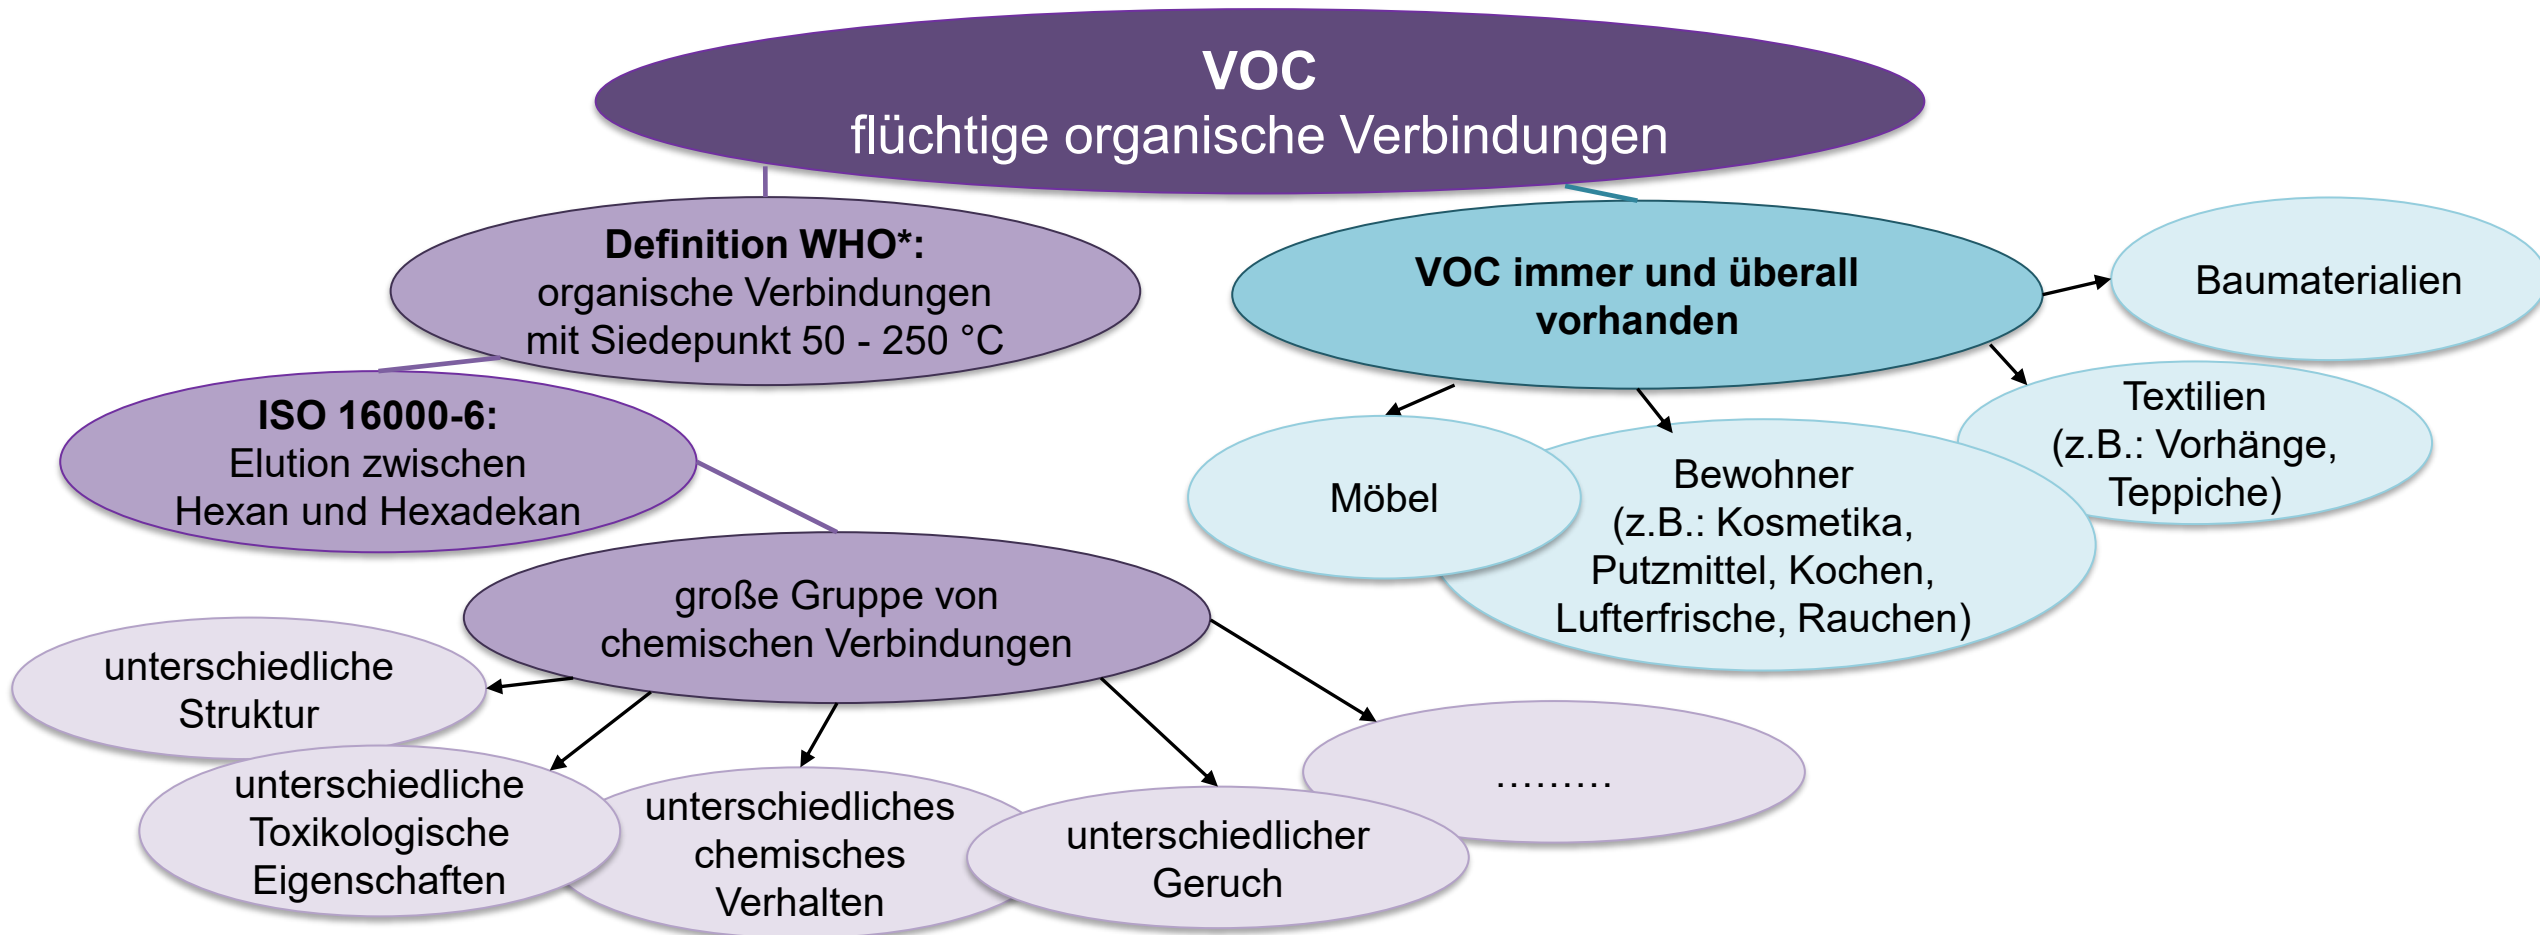 VOC
flüchtige organische Verbindungen
Definition WHO*:
organische Verbindungen
mit Siedepunkt 50 - 250 °C
ISO 16000-6:
Elution zwischen
Hexan und Hexadekan
große Gruppe von
chemischen Verbindungen
unterschiedliche
Struktur
unterschiedliche
Toxikologische
Eigenschaften
unterschiedliches
chemisches
Verhalten
unterschiedlicher
Geruch
.........
VOC immer und überall
vorhanden
Baumaterialien
Textilien
(z.B.: Vorhänge,
Teppiche)
Bewohner
(z.B.: Kosmetika,
Putzmittel, Kochen,
Lufterfrische, Rauchen)
Möbel